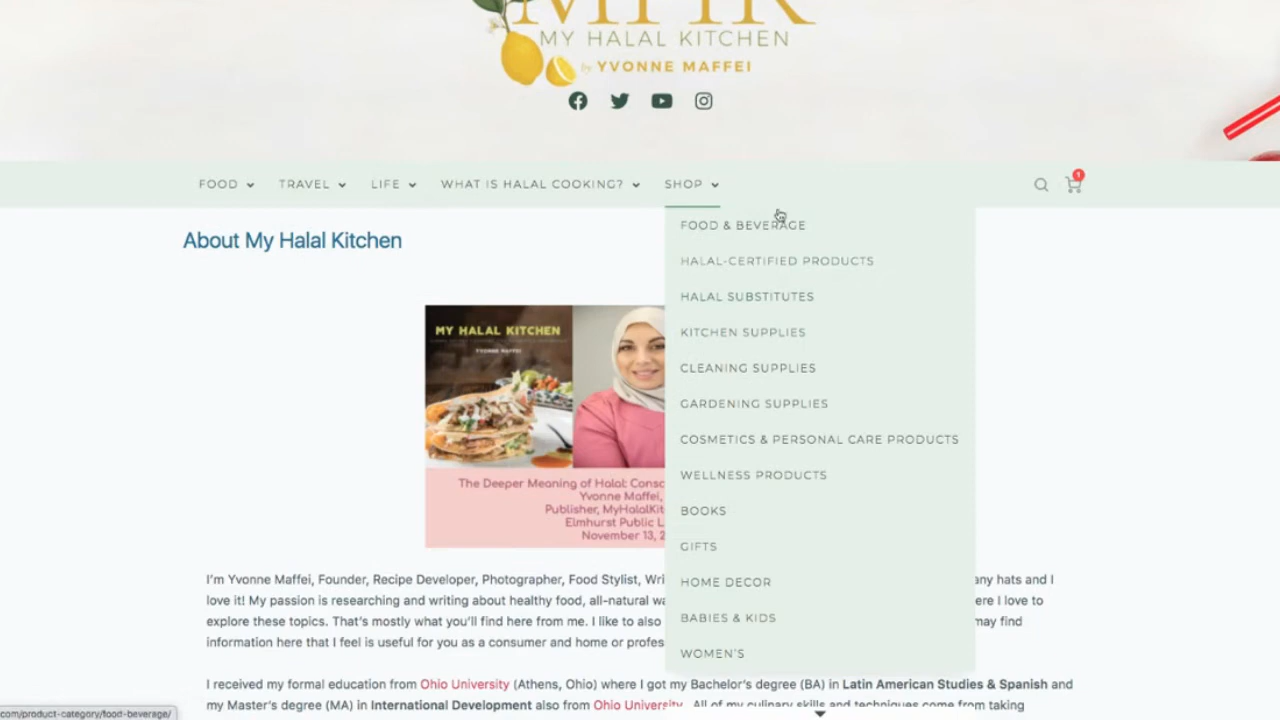 MHK
MY HALAL KITCHEN
by YVONNE MAFFEI
FOOD TRAVEL LIFE WHAT IS HALAL COOKING? SHOP 1
FOOD & BEVERAGE
HALAL-CERTIFIED PRODUCTS
HALAL SUBSTITUTES
KITCHEN SUPPLIES
CLEANING SUPPLIES
GARDENING SUPPLIES
COSMETICS & PERSONAL CARE PRODUCTS
WELLNESS PRODUCTS
BOOKS
GIFTS
HOME DECOR
BABIES & KIDS
WOMEN'S
About My Halal Kitchen
MY HALAL KITCHEN
YVONNE MAFFEI
The Deeper Meaning of Halal:
Yvonne Maffei,
Publisher,
Elmhurst Public
November 13,
I'm Yvonne Maffei, Founder, Recipe Developer, Photographer, Food Stylist, hats and I
love it! My passion is researching and writing about healthy food, all-natural I love to
explore these topics. That's mostly what you'll find here from me. I like to also may find
information here that I feel is useful for you as a consumer and home or
I received my formal education from Ohio University (Athens, Ohio) where I got my Bachelor's degree (BA) in Latin American Studies & Spanish and
my Master's degree (MA) in International Development also from Ohio University. All of my culinary skills and techniques come from taking
com/product-category/food-beverage/